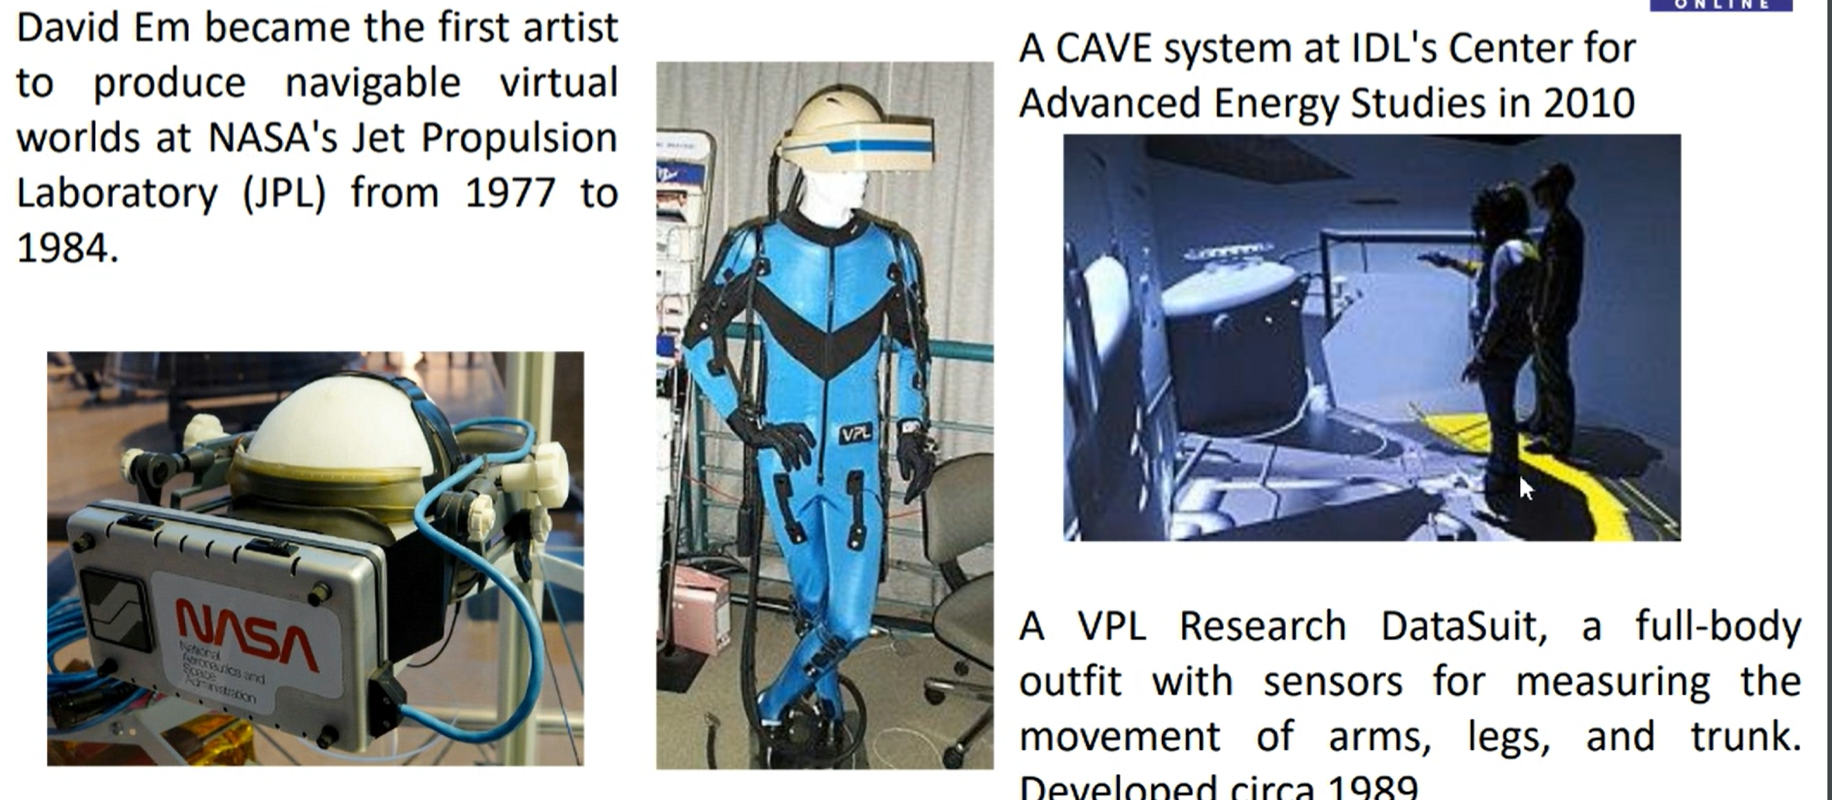 David Em became the first artist
to produce navigable virtual
worlds at NASA's Jet Propulsion
Laboratory (JPL) from 1977 to
1984.
NASA
National
Aeronautics and
Space
Administration
VPL
ONLINE
A CAVE system at IDL's Center for
Advanced Energy Studies in 2010
A VPL Research DataSuit, a full-body
outfit with sensors for measuring the
movement of arms, legs, and trunk.
Developed circa 1989